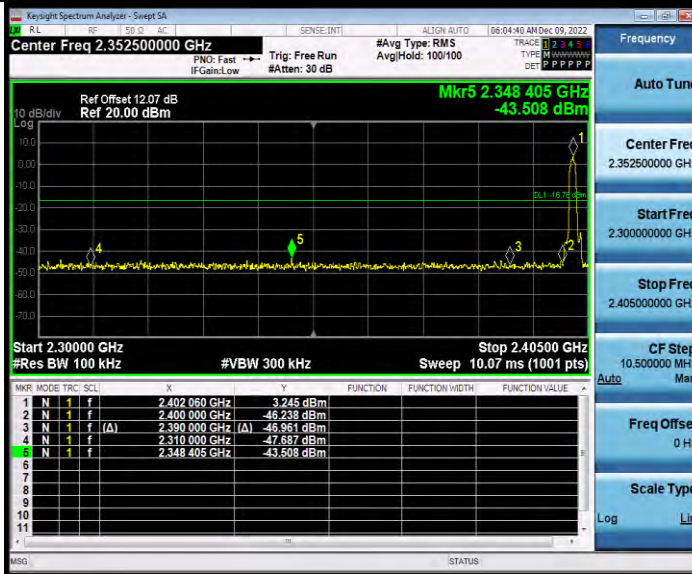 Keysight Spectrum Analyzer - Swept SA
RL RF 50 Ω AC SENSE:INT ALIGN AUTO 06:04:40 AM Dec 09, 2022
Center Freq 2.352500000 GHz
PNO: Fast
IFGain:Low
Trig: Free Run
#Atten: 30 dB
#Avg Type: RMS
Avg|Hold: 100/100
TRACE 1 2 3 4 5 6
TYPE M W W W W W
DET P P P P P P
Mkr5 2.348 405 GHz
-43.508 dBm
Ref Offset 12.07 dB
10 dB/div Ref 20.00 dBm
Log
10.0
0.00
-10.0
-20.0
-30.0
-40.0
-50.0
-60.0
-70.0
DL1 -16.76 dBm
1
2
3
4
5
Start 2.30000 GHz Stop 2.40500 GHz
#Res BW 100 kHz #VBW 300 kHz Sweep 10.07 ms (1001 pts)
MKR MODE TRC SCL X Y FUNCTION FUNCTION WIDTH FUNCTION VALUE
1 N 1 f 2.402 060 GHz 3.245 dBm
2 N 1 f 2.400 000 GHz -46.238 dBm
3 N 1 f (Δ) 2.390 000 GHz (Δ) -46.961 dBm
4 N 1 f 2.310 000 GHz -47.687 dBm
5 N 1 f 2.348 405 GHz -43.508 dBm
6
7
8
9
10
11
MSG STATUS
Frequency
Auto Tune
Center Freq
2.352500000 GHz
Start Freq
2.300000000 GHz
Stop Freq
2.405000000 GHz
CF Step
10.500000 MHz
Auto Man
Freq Offset
0 Hz
Scale Type
Log Lin